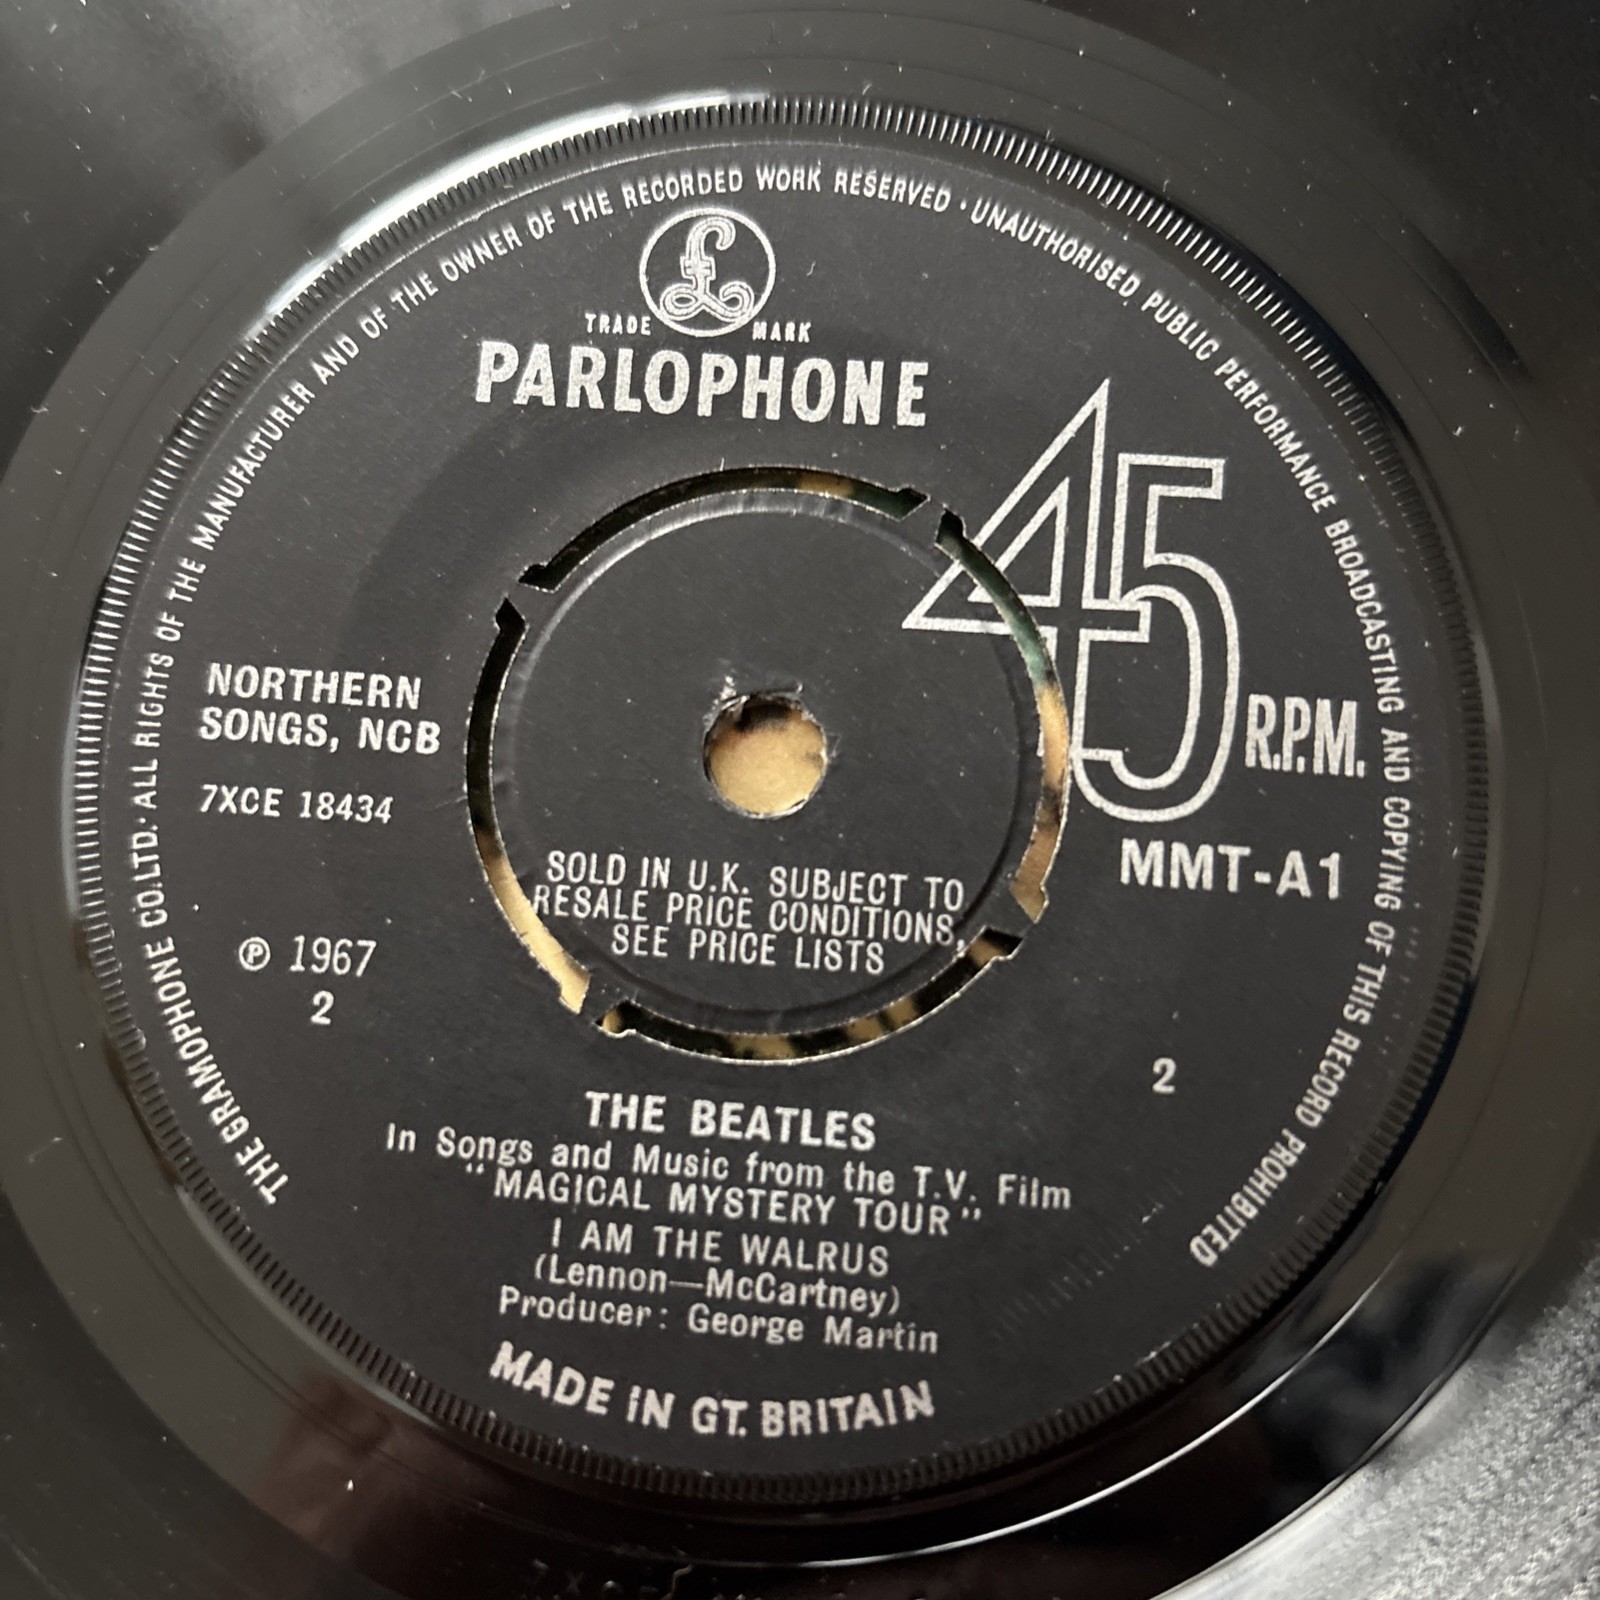 THE GRAMOPHONE CO.LTD. · ALL RIGHTS OF THE MANUFACTURER AND OF THE OWNER OF THE RECORDED WORK RESERVED · UNAUTHORISED PUBLIC PERFORMANCE BROADCASTING AND COPYING OF THIS RECORD PROHIBITED
£
TRADE MARK
PARLOPHONE
45
R.P.M.
NORTHERN
SONGS, NCB
7XCE 18434
MMT-A1
SOLD IN U.K. SUBJECT TO
RESALE PRICE CONDITIONS,
SEE PRICE LISTS
℗ 1967
2
2
THE BEATLES
In Songs and Music from the T.V. Film
"MAGICAL MYSTERY TOUR"
I AM THE WALRUS
(Lennon—McCartney)
Producer: George Martin
MADE IN GT. BRITAIN